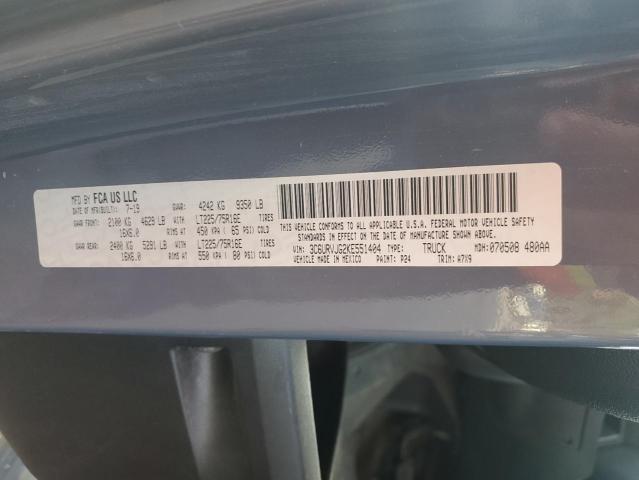 MFD BY FCA US LLC
DATE OF MFR(BUILT): 7-19 GVWR: 4242 KG 9350 LB
GAWR FRONT: 2100 KG 4629 LB WITH LT225/75R16E TIRES
16X6.0 RIMS AT 450 KPA ( 65 PSI) COLD
GAWR REAR: 2400 KG 5291 LB WITH LT225/75R16E TIRES
16X6.0 RIMS AT 550 KPA ( 80 PSI) COLD
THIS VEHICLE CONFORMS TO ALL APPLICABLE U.S.A. FEDERAL MOTOR VEHICLE SAFETY
STANDARDS IN EFFECT ON THE DATE OF MANUFACTURE SHOWN ABOVE.
VIN: 3C6URVJG2KE551404 TYPE: TRUCK MDH: 070508 480AA
VEHICLE MADE IN MEXICO PAINT: P34 TRIM: A7X9